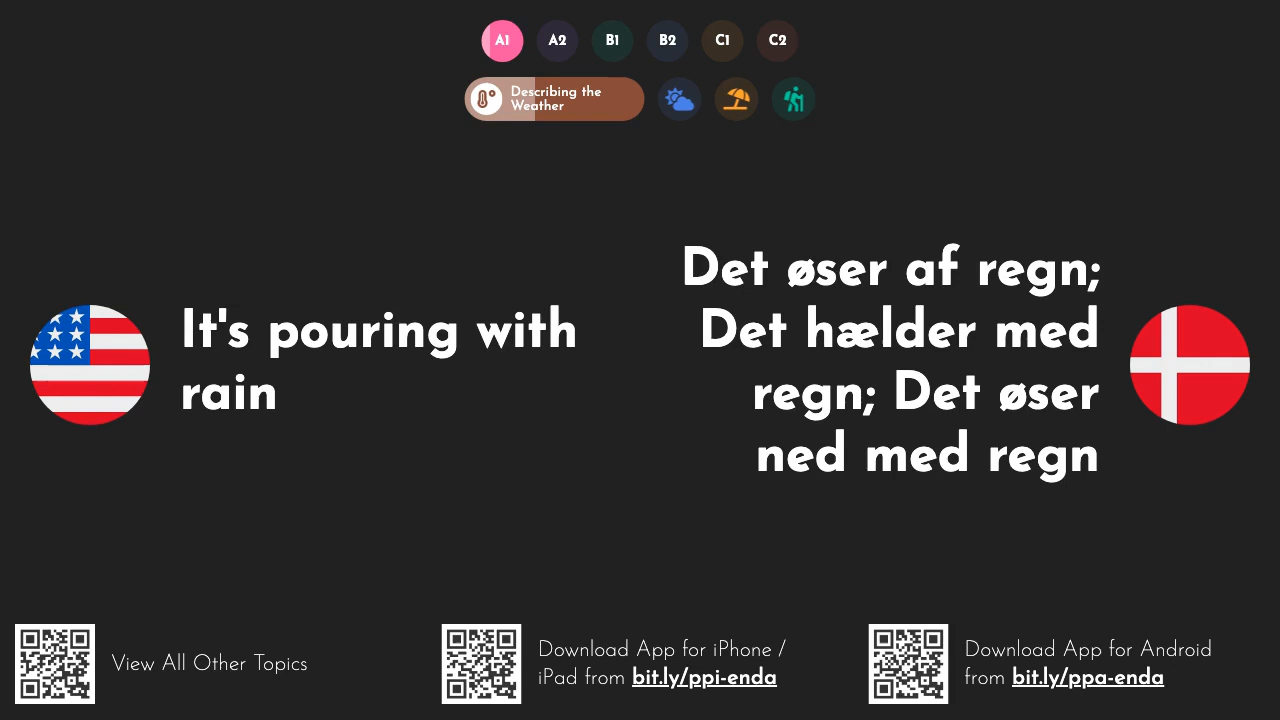 A1 A2 B1 B2 C1 C2
Describing the
Weather
It's pouring with
rain
Det øser af regn;
Det hælder med
regn; Det øser
ned med regn
View All Other Topics
Download App for iPhone /
iPad from bit.ly/ppi-enda
Download App for Android
from bit.ly/ppa-enda